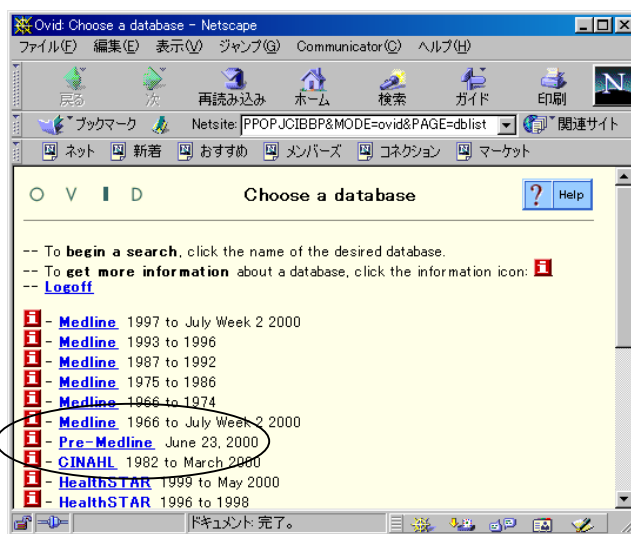 Ovid: Choose a database - Netscape
ファイル(F) 編集(E) 表示(V) ジャンプ(G) Communicator(C) ヘルプ(H)
戻る 次 再読み込み ホーム 検索 ガイド 印刷 N
ブックマーク Netsite: PPOPJCIBBP&MODE=ovid&PAGE=dblist 関連サイト
ネット 新着 おすすめ メンバーズ コネクション マーケット
O V I D Choose a database ? Help
-- To begin a search, click the name of the desired database.
-- To get more information about a database, click the information icon: i
-- Logoff
i - Medline 1997 to July Week 2 2000
i - Medline 1993 to 1996
i - Medline 1987 to 1992
i - Medline 1975 to 1986
i - Medline 1966 to 1974
i - Medline 1966 to July Week 2 2000
i - Pre-Medline June 23, 2000
i - CINAHL 1982 to March 2000
i - HealthSTAR 1999 to May 2000
i - HealthSTAR 1996 to 1998
ドキュメント: 完了。